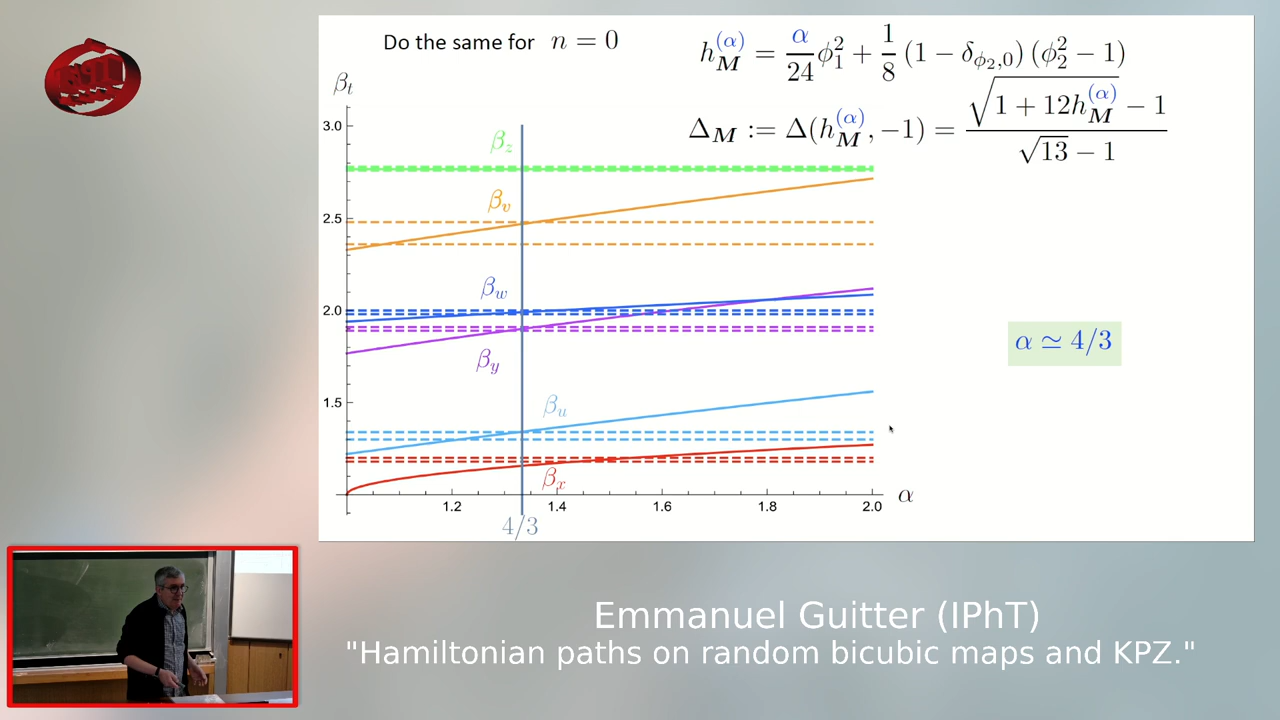 Do the same for n = 0
h_M^{(α)} = α/24 ϕ_1^2 + 1/8 (1 − δ_{ϕ_2,0}) (ϕ_2^2 − 1)
Δ_M := Δ(h_M^{(α)}, −1) = (√(1 + 12h_M^{(α)}) − 1)/(√13 − 1)
β_t
3.0
β_z
β_v
2.5
β_w
2.0
β_y
α ≃ 4/3
1.5
β_u
β_x
1.2
1.4
1.6
1.8
2.0
α
4/3
Emmanuel Guitter (IPhT)
"Hamiltonian paths on random bicubic maps and KPZ."